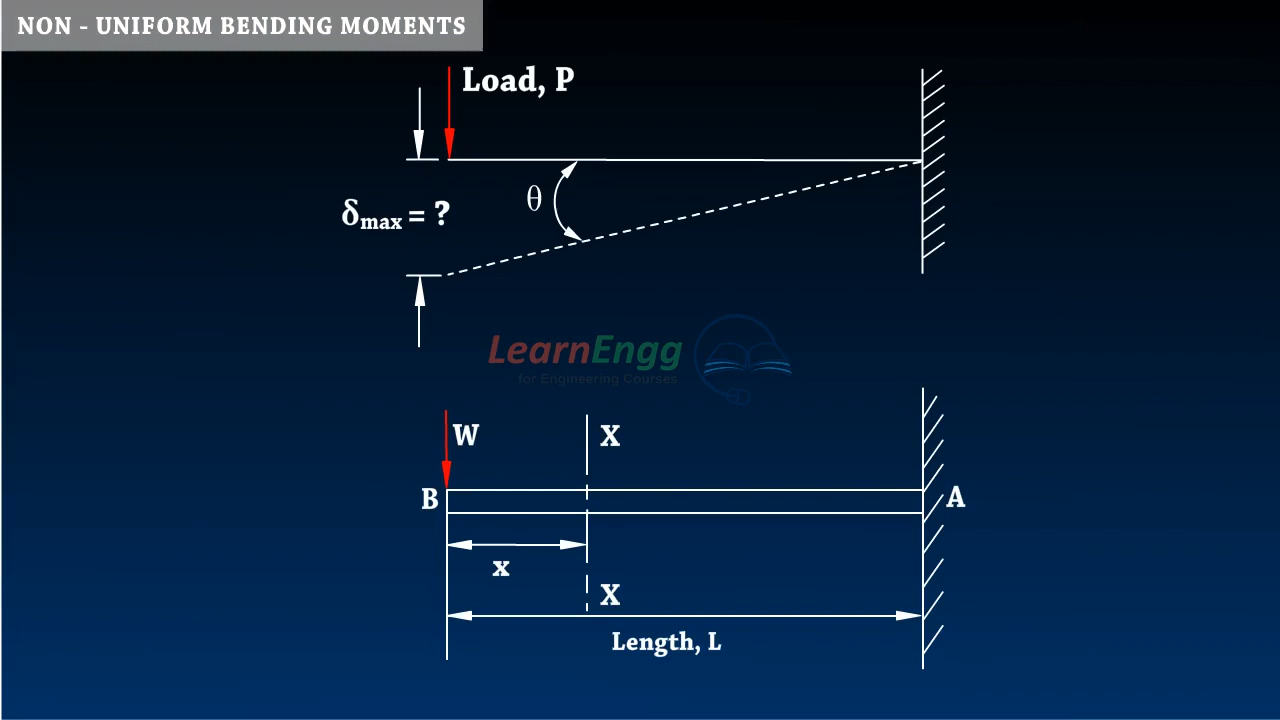 NON - UNIFORM BENDING MOMENTS
Load, P
θ
δmax = ?
LearnEngg
for Engineering Courses
W
X
B
A
x
X
Length, L